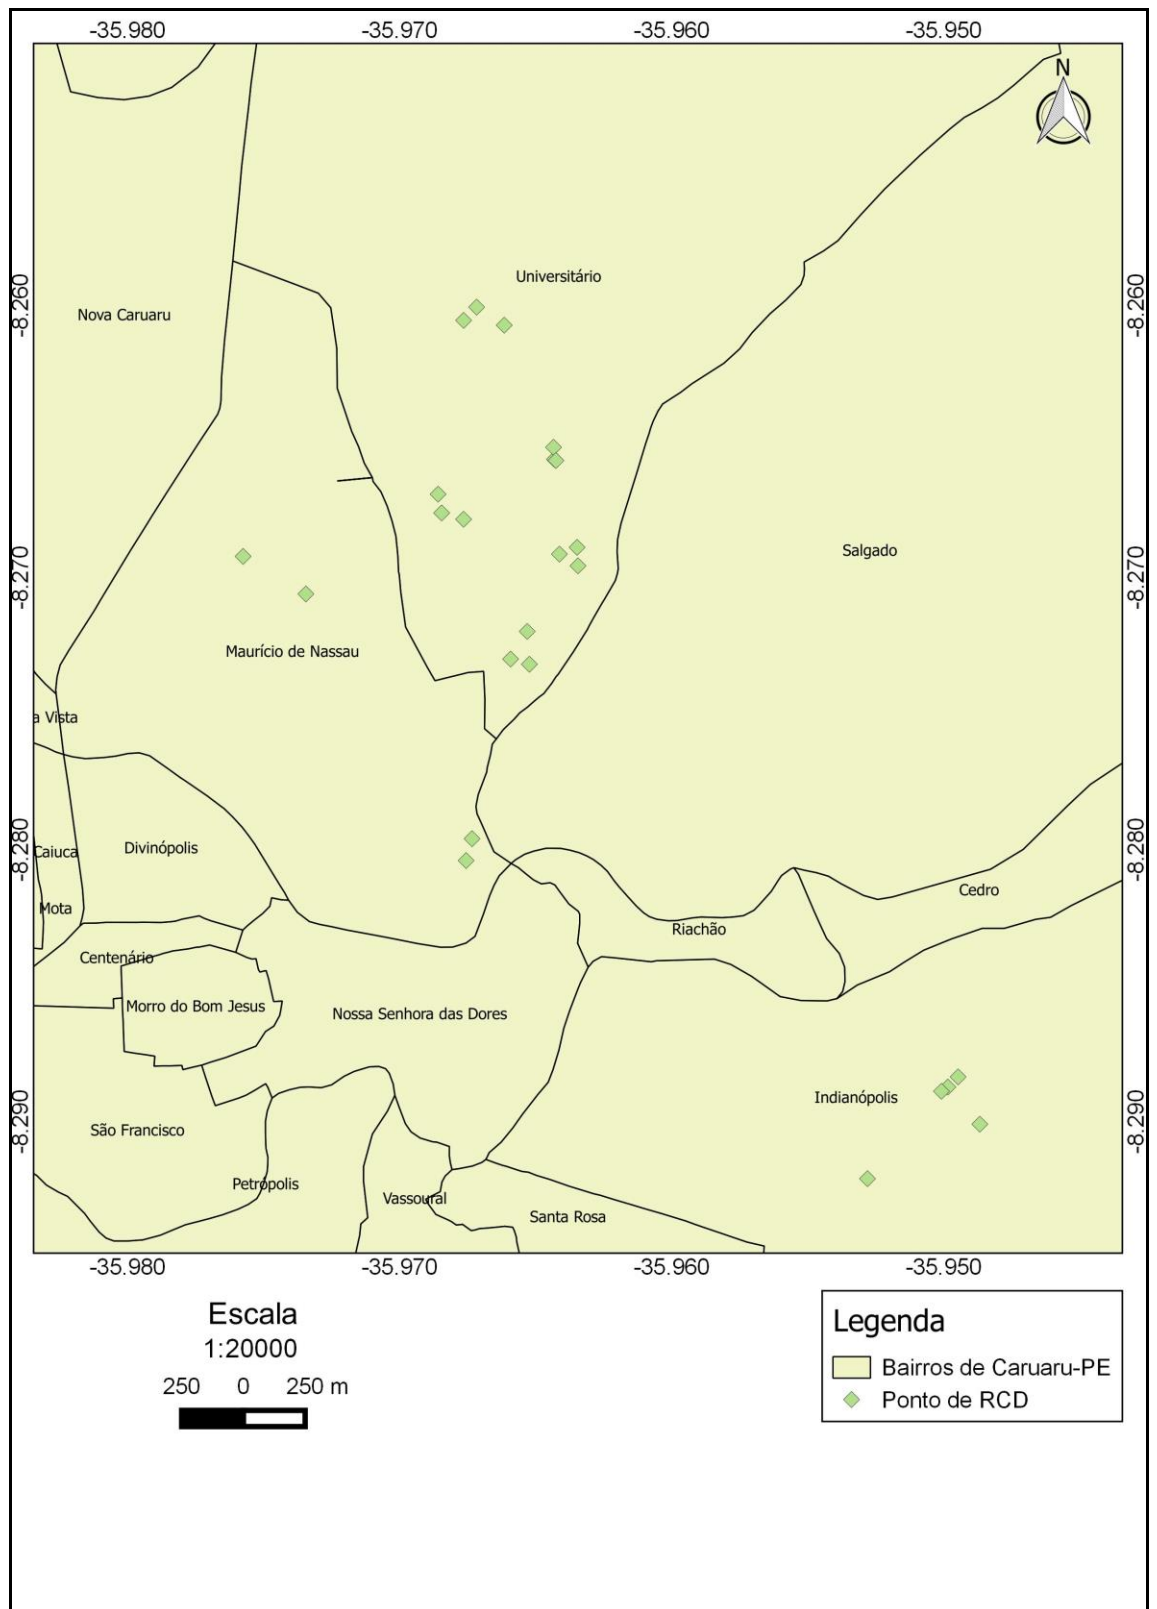 -35.980 -35.970 -35.960 -35.950
N
-8.260 -8.260
Universitário
Nova Caruaru
-8.270 -8.270
Salgado
Maurício de Nassau
a Vista
-8.280 -8.280
Caiuca
Divinópolis
Cedro
Mota
Riachão
Centenário
Morro do Bom Jesus
Nossa Senhora das Dores
-8.290 -8.290
Indianópolis
São Francisco
Petrópolis
Vassoural
Santa Rosa
-35.980 -35.970 -35.960 -35.950
Escala
1:20000
250 0 250 m
Legenda
Bairros de Caruaru-PE
Ponto de RCD